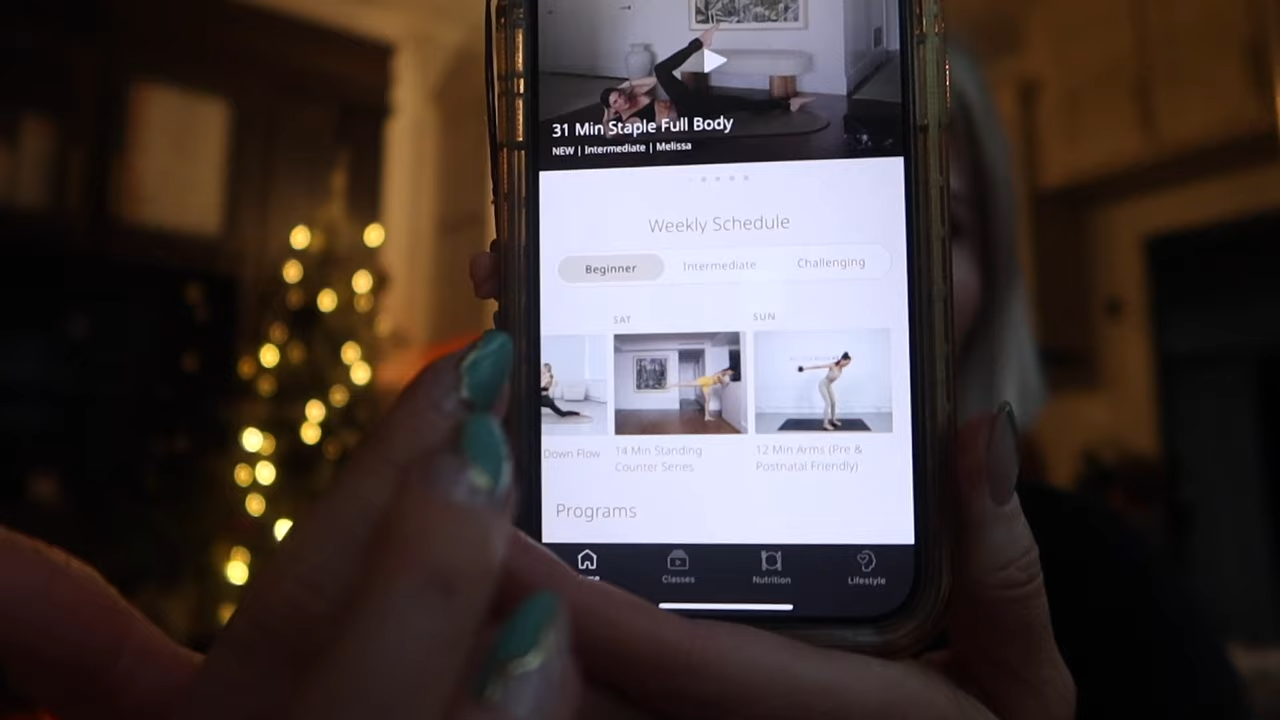 31 Min Staple Full Body
NEW | Intermediate | Melissa
Weekly Schedule
Beginner
Intermediate
Challenging
SAT
SUN
Down Flow
14 Min Standing
Counter Series
12 Min Arms (Pre &
Postnatal Friendly)
Programs
Classes
Nutrition
Lifestyle